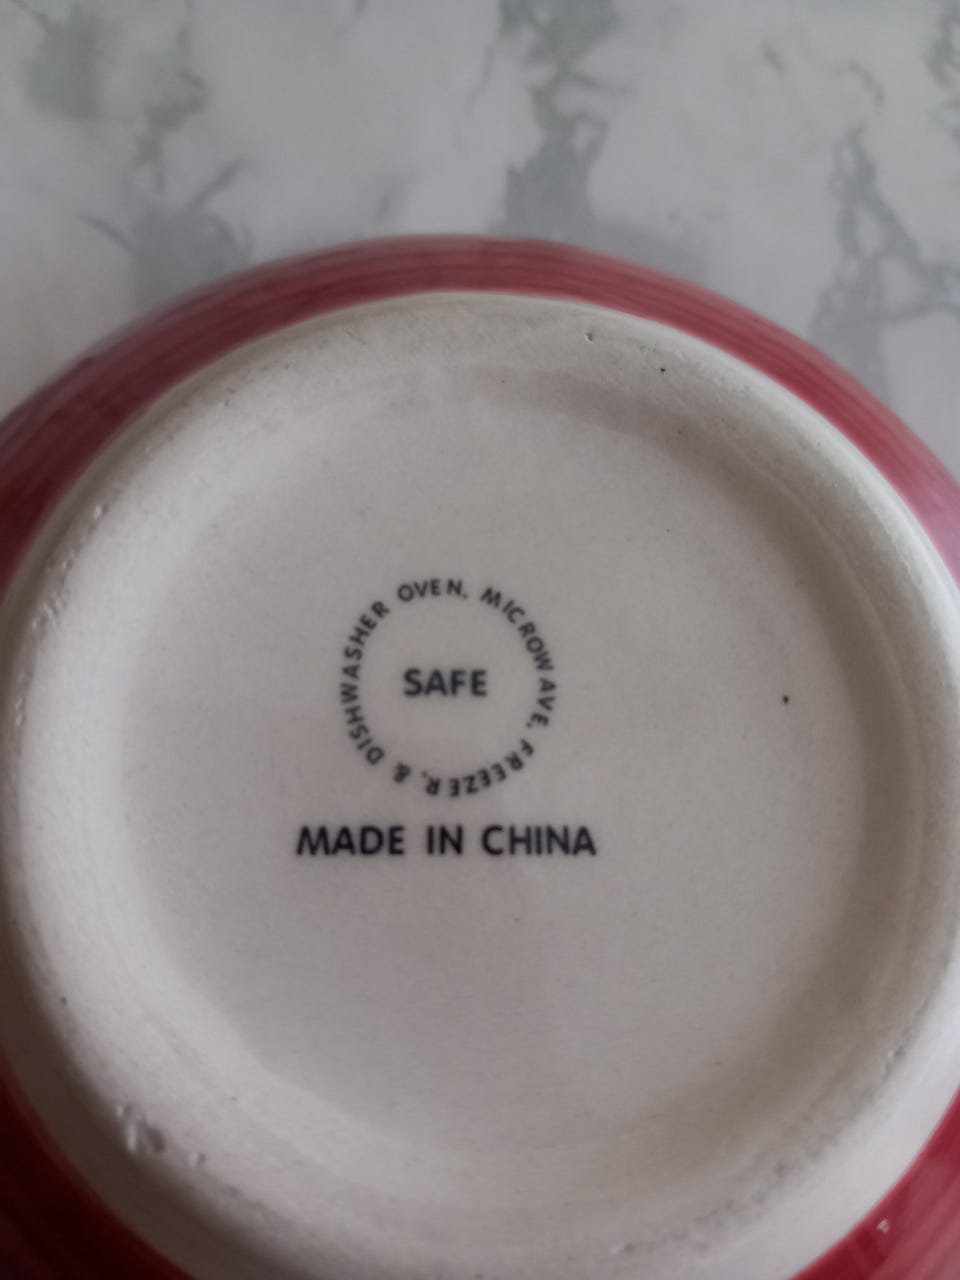 OVEN, MICROWAVE, FREEZER, & DISHWASHER
SAFE
MADE IN CHINA